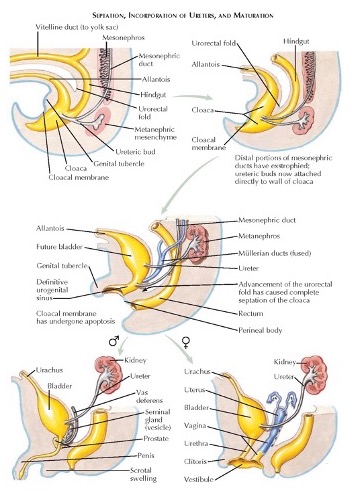 SEPTATION, INCORPORATION OF URETERS, AND MATURATION
Vitelline duct (to yolk sac)
Mesonephros
Mesonephric
duct
Allantois
Hindgut
Urorectal
fold
Metanephric
mesenchyme
Ureteric bud
Genital tubercle
Cloaca
Cloacal membrane
Urorectal fold
Hindgut
Allantois
Cloaca
Cloacal
membrane
Distal portions of mesonephric
ducts have exstrophied;
ureteric buds now attached
directly to wall of cloaca
Allantois
Future bladder
Genital tubercle
Definitive
urogenital
sinus
Cloacal membrane
has undergone apoptosis
Mesonephric duct
Metanephros
Müllerian ducts (fused)
Ureter
Advancement of the urorectal
fold has caused complete
septation of the cloaca
Rectum
Perineal body
♂
♀
Urachus
Bladder
Kidney
Ureter
Vas
deferens
Seminal
gland
(vesicle)
Prostate
Penis
Scrotal
swelling
Urachus
Uterus
Bladder
Vagina
Urethra
Clitoris
Vestibule
Kidney
Ureter